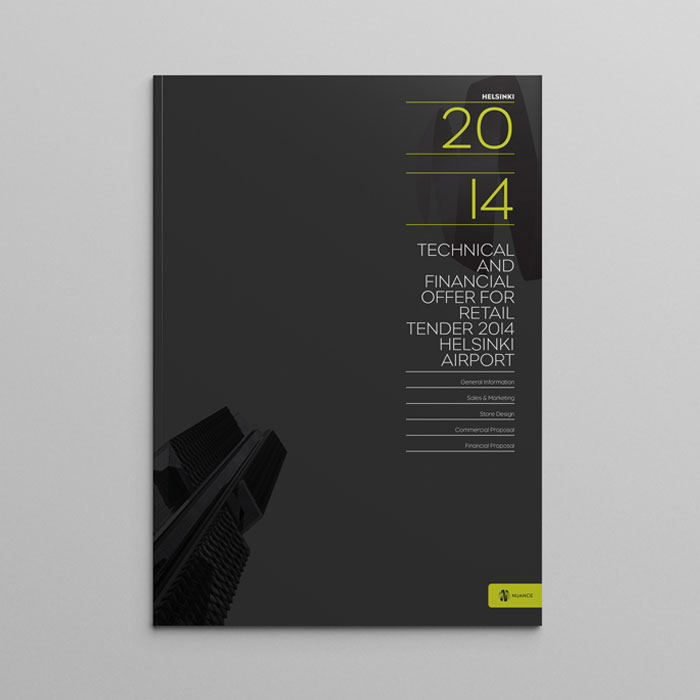 HELSINKI
20
14
TECHNICAL
AND
FINANCIAL
OFFER FOR
RETAIL
TENDER 2014
HELSINKI
AIRPORT
General Information
Sales & Marketing
Store Design
Commercial Proposal
Financial Proposal
NUANCE